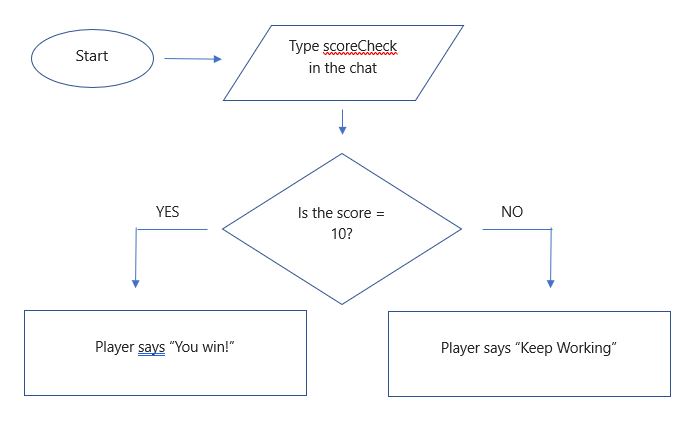 Start
Type scoreCheck
in the chat
Is the score =
10?
YES
NO
Player says “You win!”
Player says “Keep Working”